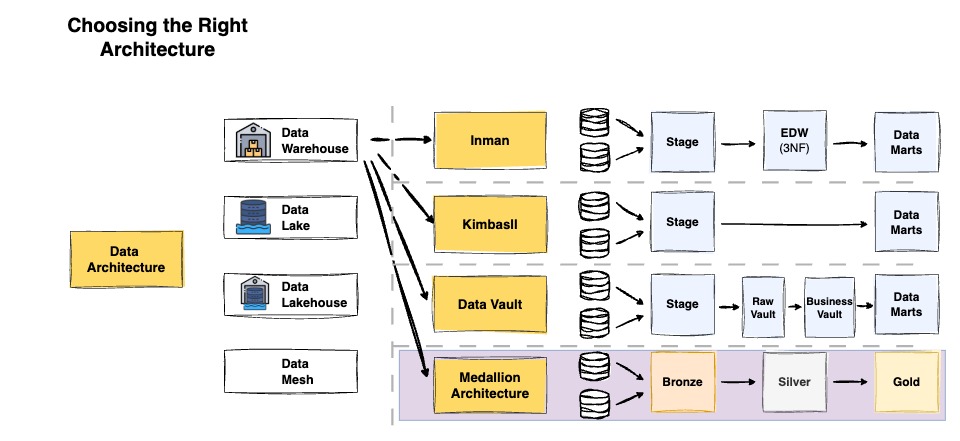 Choosing the Right
Architecture
Data
Architecture
Data
Warehouse
Data
Lake
Data
Lakehouse
Data
Mesh
Inman
Stage
EDW
(3NF)
Data
Marts
Kimbasll
Stage
Data
Marts
Data Vault
Stage
Raw
Vault
Business
Vault
Data
Marts
Medallion
Architecture
Bronze
Silver
Gold